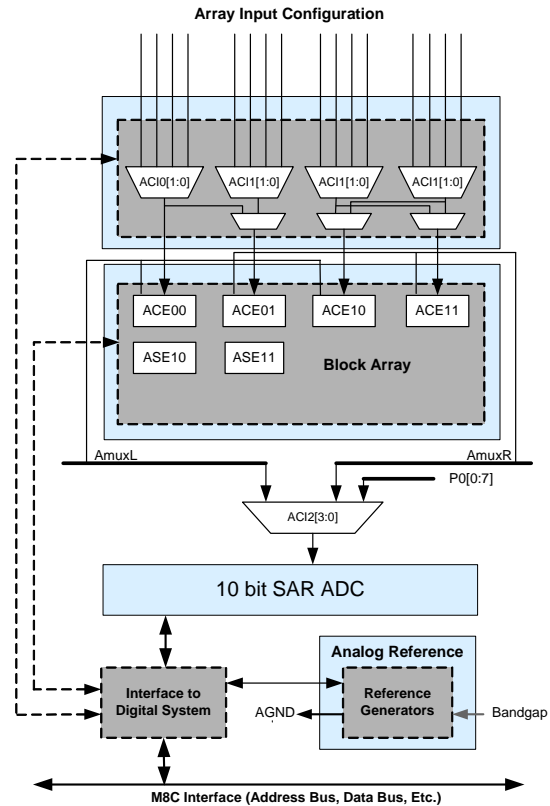 Array Input Configuration
ACI0[1:0]
ACI1[1:0]
ACI1[1:0]
ACI1[1:0]
ACE00
ACE01
ACE10
ACE11
ASE10
ASE11
Block Array
AmuxL
AmuxR
P0[0:7]
ACI2[3:0]
10 bit SAR ADC
Analog Reference
Interface to
Digital System
Reference
Generators
AGND
Bandgap
M8C Interface (Address Bus, Data Bus, Etc.)